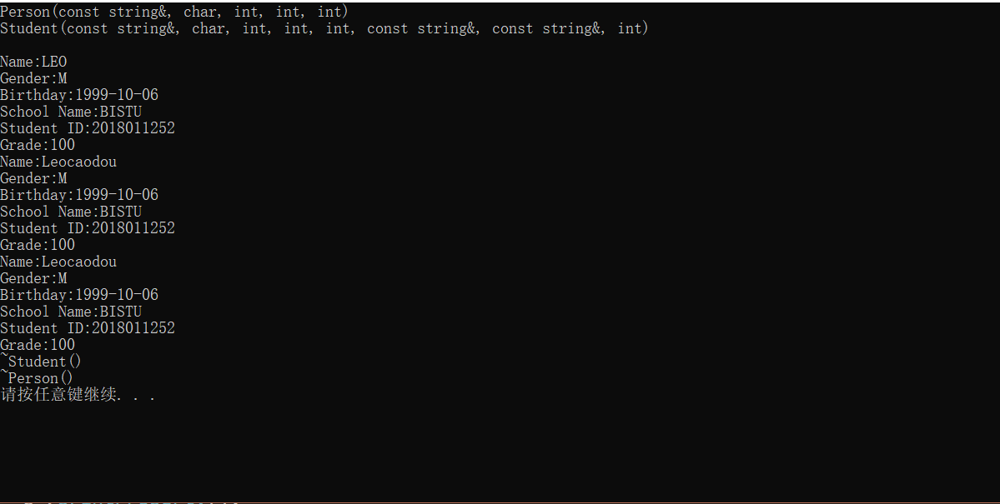 Person(const string&, char, int, int, int)
Student(const string&, char, int, int, int, const string&, const string&, int)
Name:LEO
Gender:M
Birthday:1999-10-06
School Name:BISTU
Student ID:2018011252
Grade:100
Name:Leocaodou
Gender:M
Birthday:1999-10-06
School Name:BISTU
Student ID:2018011252
Grade:100
Name:Leocaodou
Gender:M
Birthday:1999-10-06
School Name:BISTU
Student ID:2018011252
Grade:100
~Student()
~Person()
请按任意键继续. . .